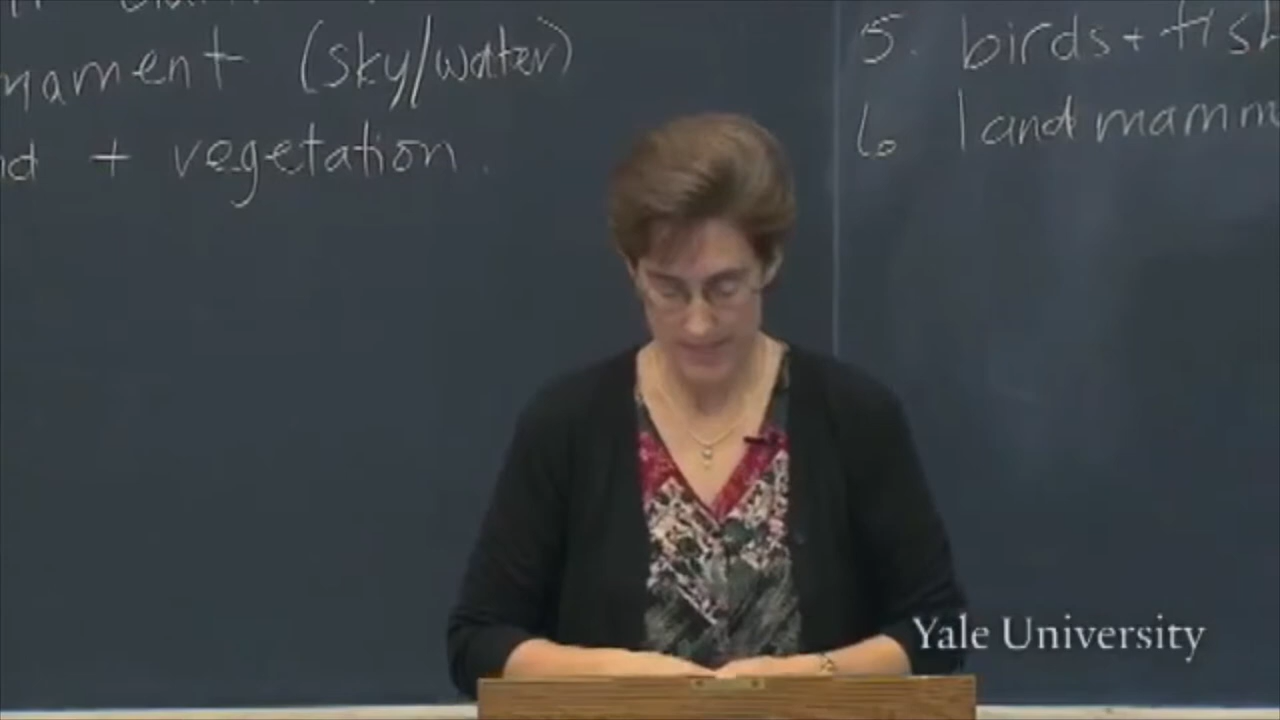 mament (sky/water)
nd + vegetation.
5. birds + fish
6 land mamm
Yale University